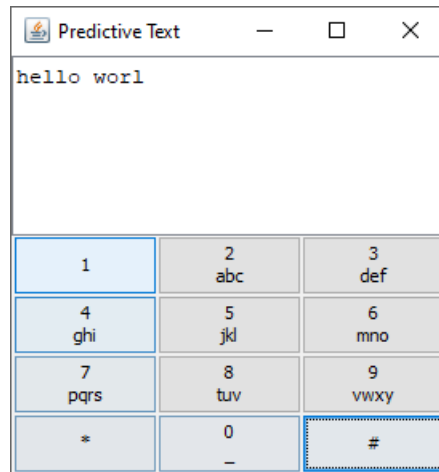 Predictive Text
hello worl
1
2
abc
3
def
4
ghi
5
jkl
6
mno
7
pqrs
8
tuv
9
vwxy
*
0
_
#